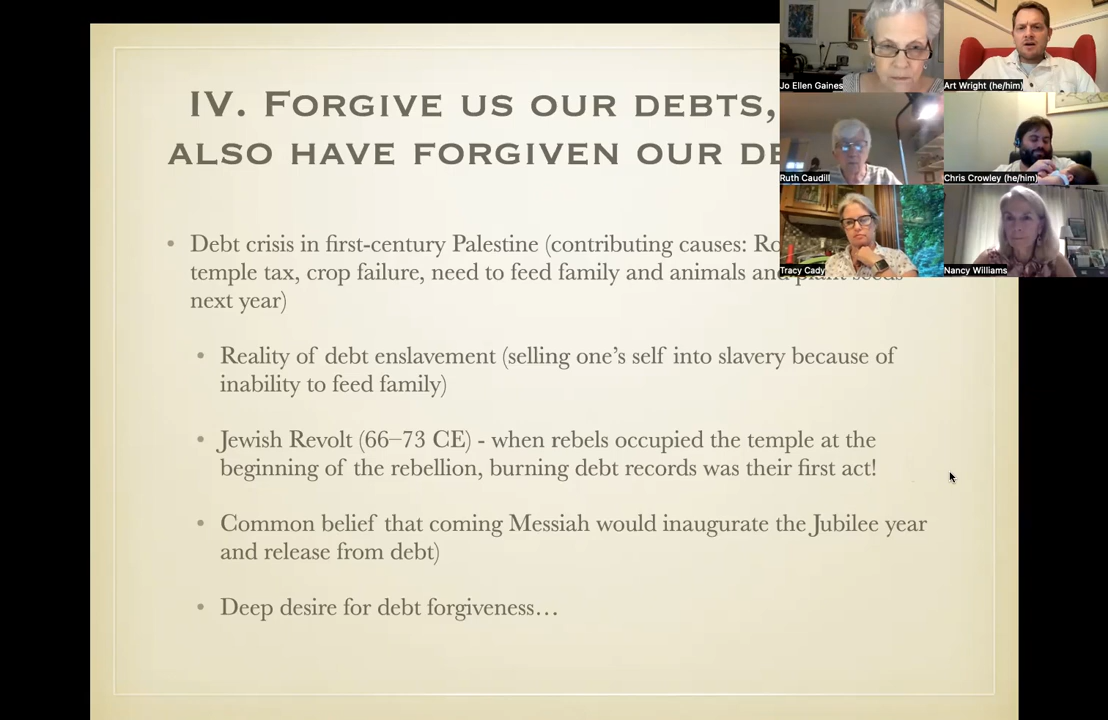 IV. Forgive us our debts,
also have forgiven our
Debt crisis in first-century Palestine (contributing causes:
temple tax, crop failure, need to feed family and animals and plant seeds
next year)
Reality of debt enslavement (selling one's self into slavery because of
inability to feed family)
Jewish Revolt (66–73 CE) - when rebels occupied the temple at the
beginning of the rebellion, burning debt records was their first act!
Common belief that coming Messiah would inaugurate the Jubilee year
and release from debt)
Deep desire for debt forgiveness…
Jo Ellen Gaines
Art Wright (he/him)
Ruth Caudill
Chris Crowley (he/him)
Tracy Cady
Nancy Williams